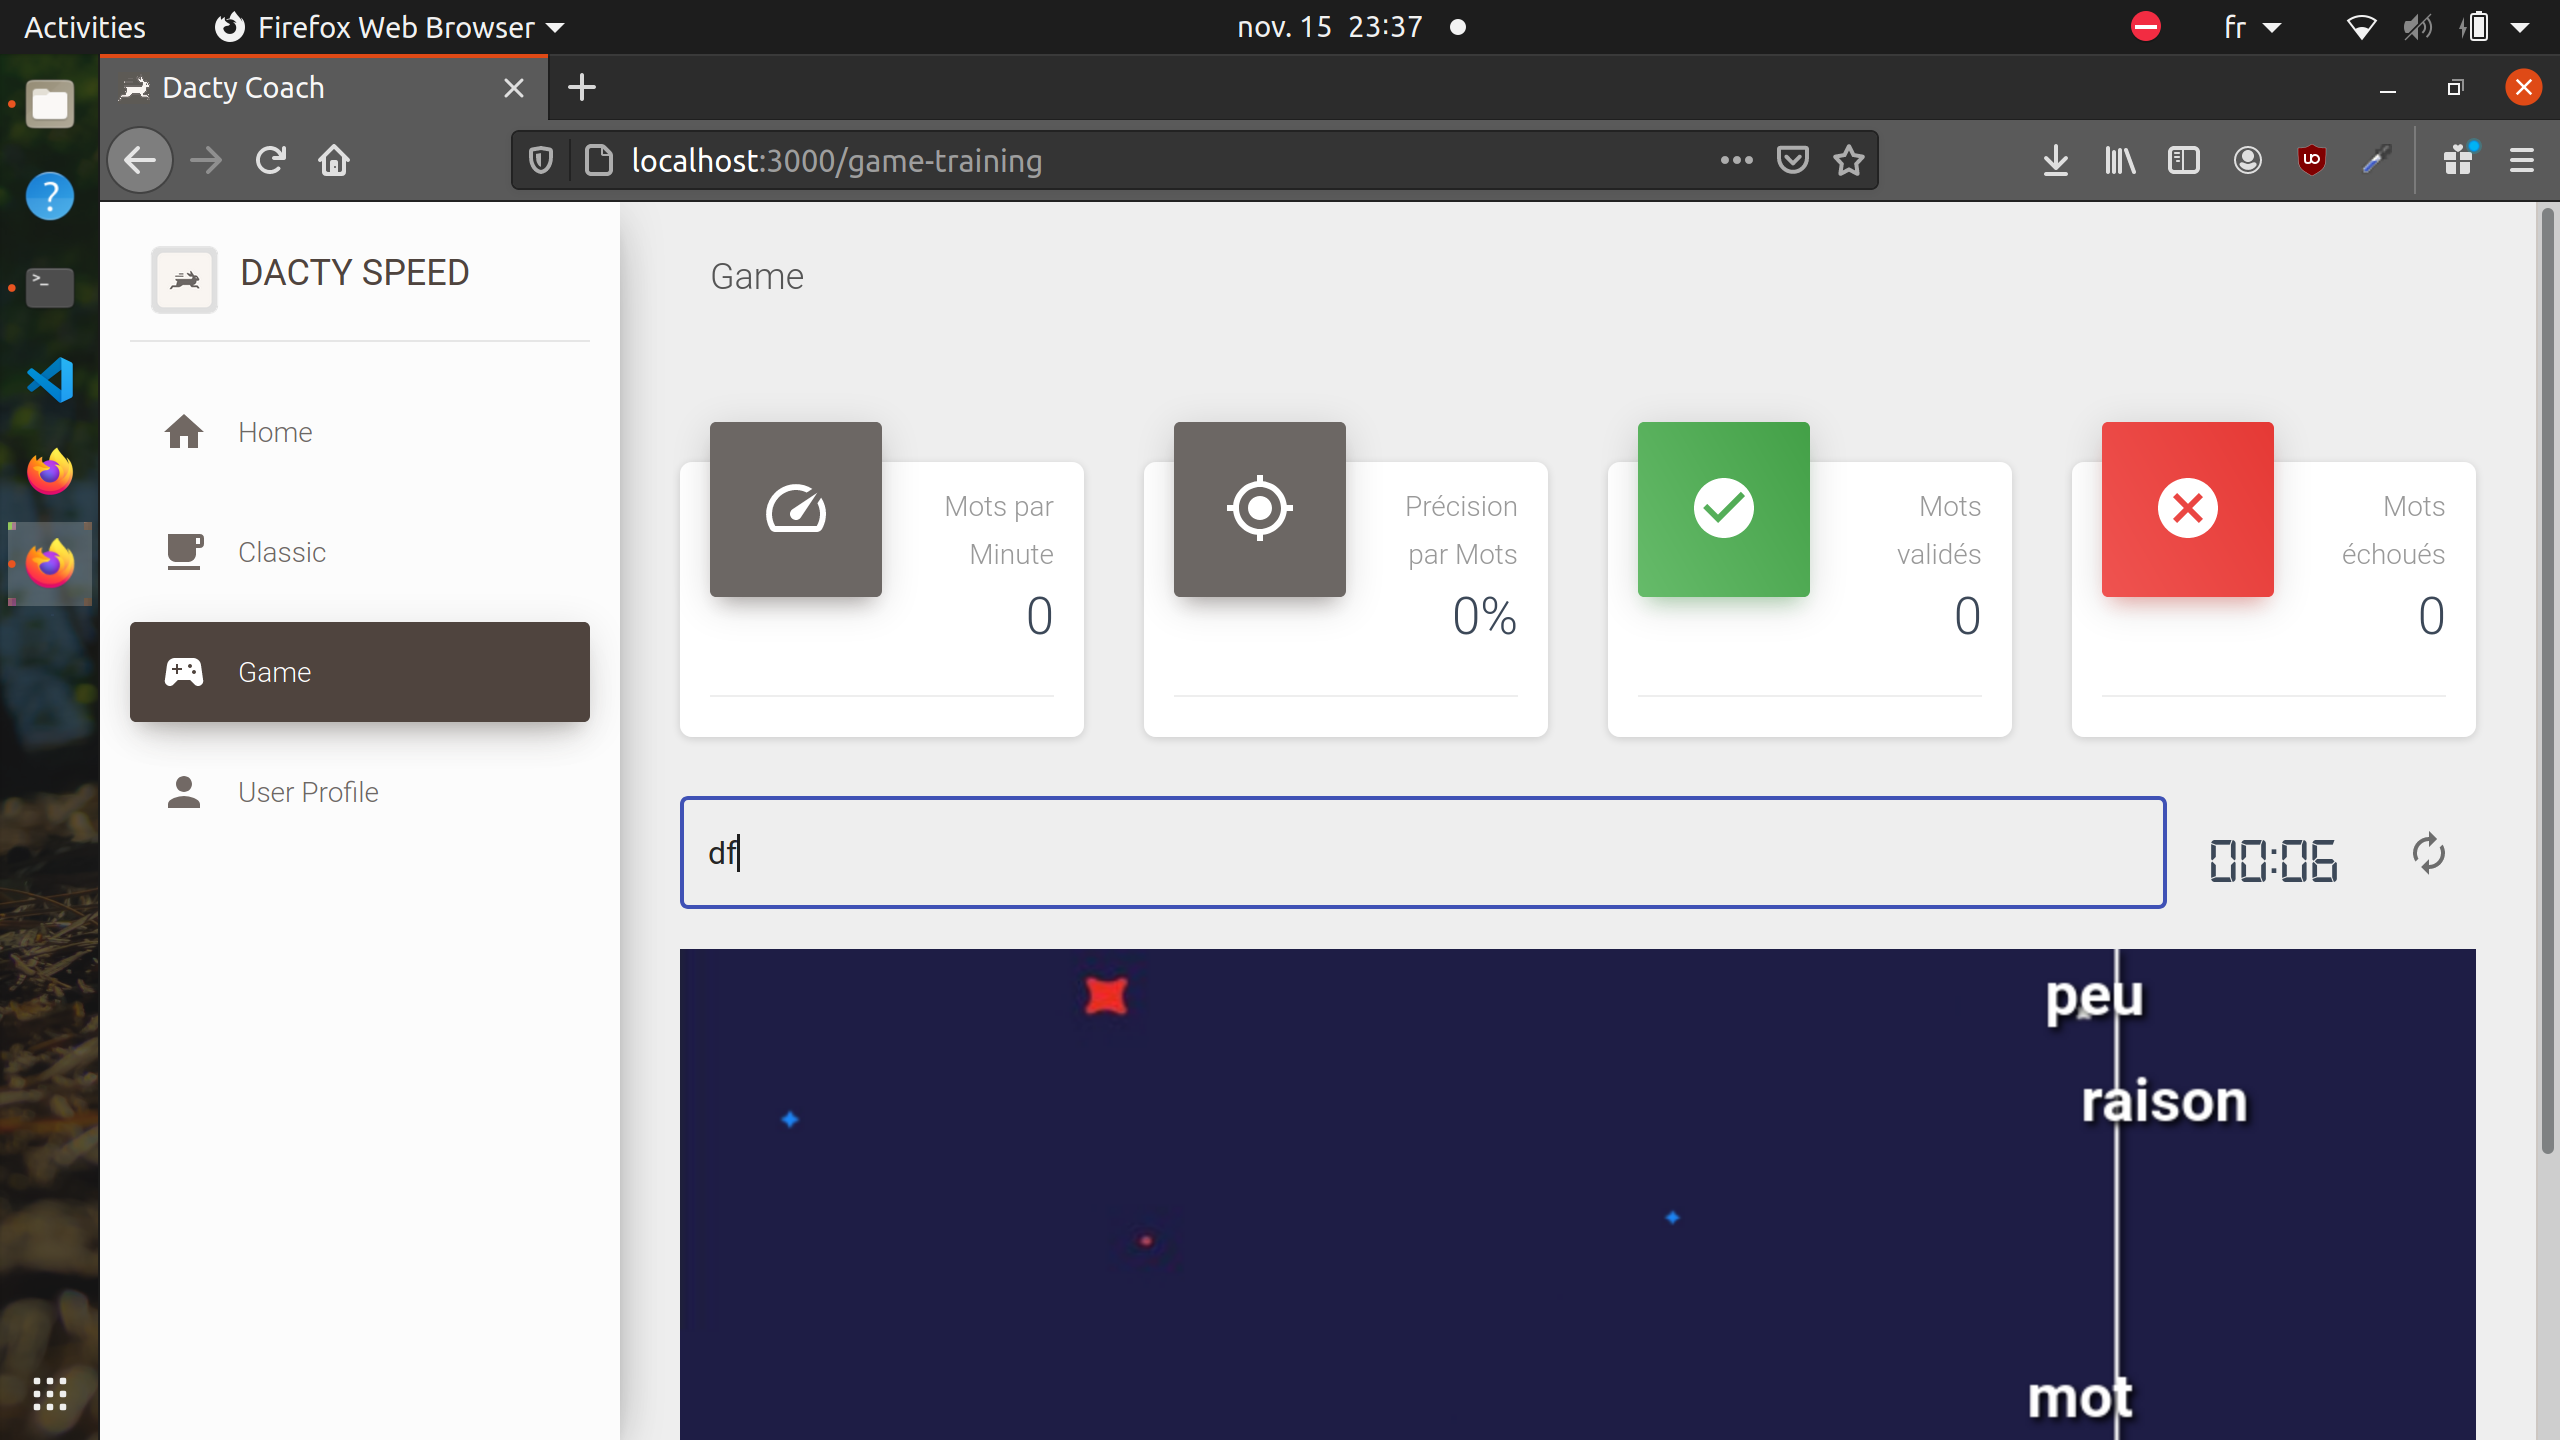 Activities
Firefox Web Browser
nov. 15 23:37
fr
Dacty Coach
localhost:3000/game-training
DACTY SPEED
Home
Classic
Game
User Profile
Game
Mots par
Minute
0
Précision
par Mots
0%
Mots
validés
0
Mots
échoués
0
df
00:06
peu
raison
mot